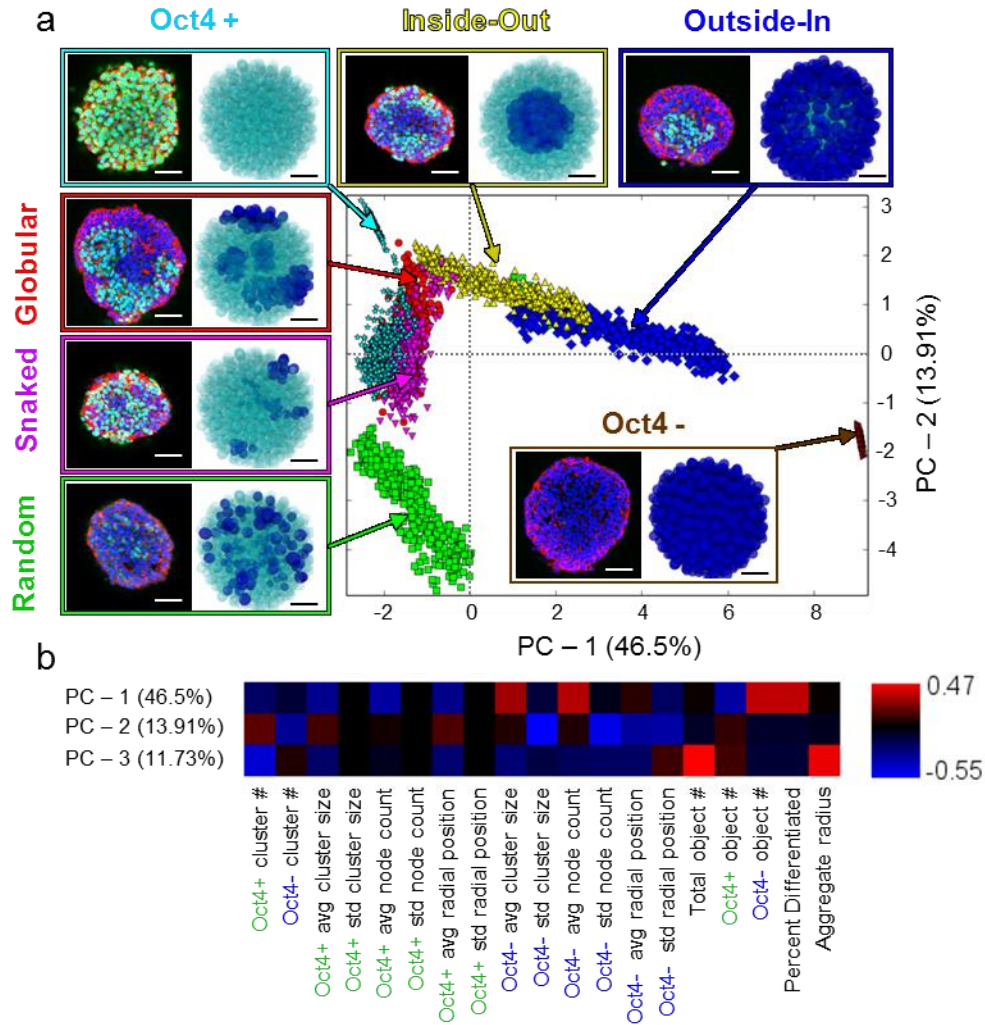 a
Oct4 +
Inside-Out
Outside-In
Globular
Snaked
Random
Oct4 -
3
2
1
0
-1
-2
-3
-4
PC – 2 (13.91%)
-2
0
2
4
6
8
PC – 1 (46.5%)
b
PC – 1 (46.5%)
PC – 2 (13.91%)
PC – 3 (11.73%)
0.47
-0.55
Oct4+ cluster #
Oct4- cluster #
Oct4+ avg cluster size
Oct4+ std cluster size
Oct4+ avg node count
Oct4+ std node count
Oct4+ avg radial position
Oct4+ std radial position
Oct4- avg cluster size
Oct4- std cluster size
Oct4- avg node count
Oct4- std node count
Oct4- avg radial position
Oct4- std radial position
Total object #
Oct4+ object #
Oct4- object #
Percent Differentiated
Aggregate radius